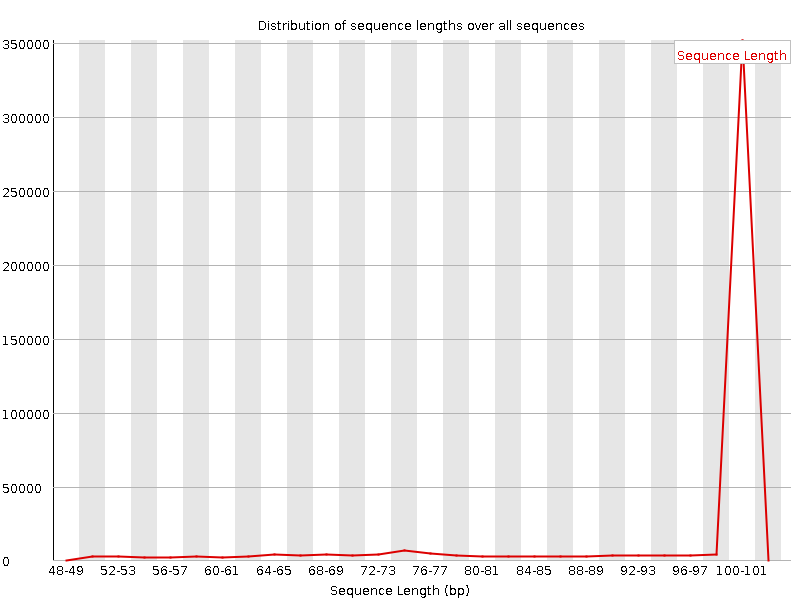 Distribution of sequence lengths over all sequences
Sequence Length
350000
300000
250000
200000
150000
100000
50000
0
48-49 52-53 56-57 60-61 64-65 68-69 72-73 76-77 80-81 84-85 88-89 92-93 96-97 100-101
Sequence Length (bp)